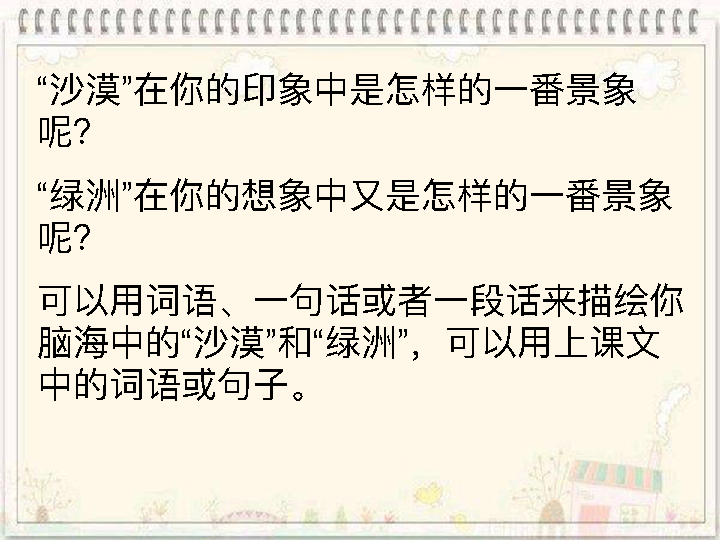 “沙漠”在你的印象中是怎样的一番景象
呢？
“绿洲”在你的想象中又是怎样的一番景象
呢？
可以用词语、一句话或者一段话来描绘你
脑海中的“沙漠”和“绿洲”，可以用上课文
中的词语或句子。